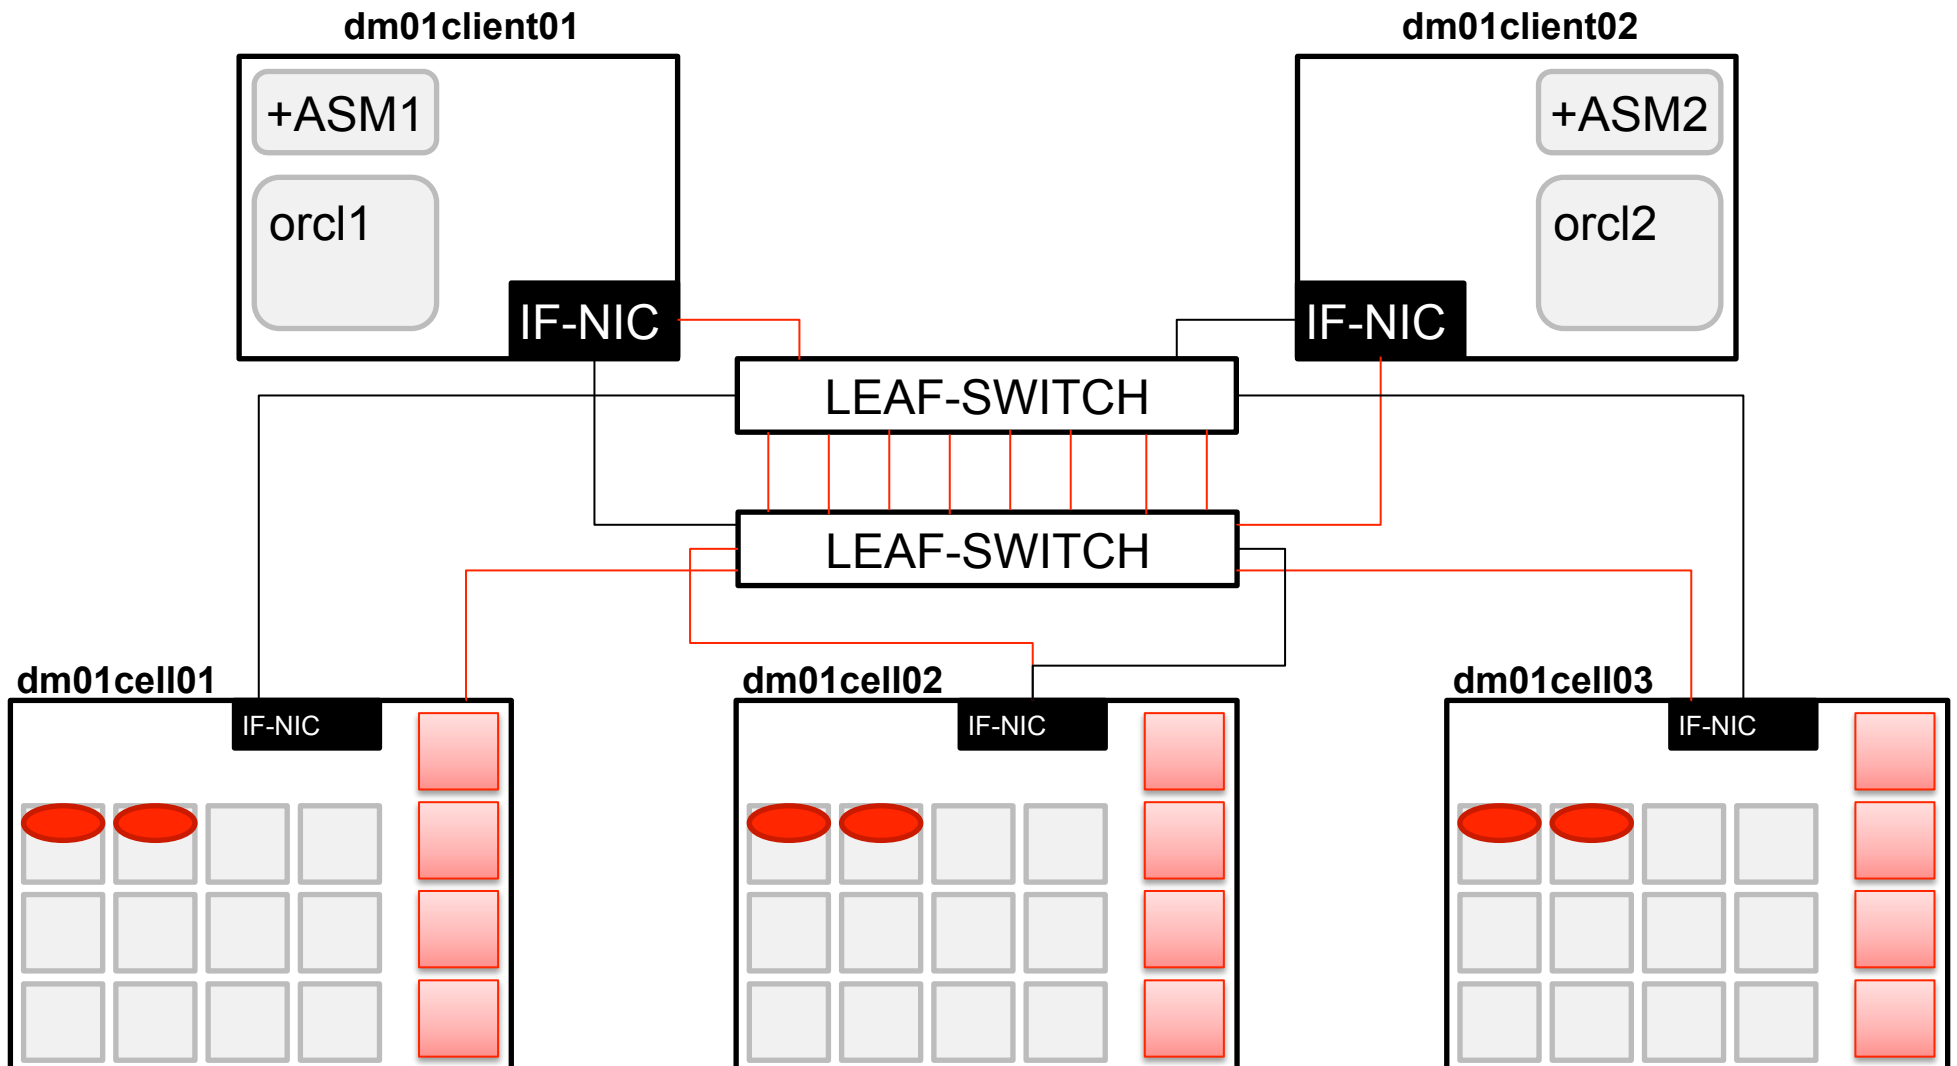 dm01client01
dm01client02
+ASM1
+ASM2
orcl1
orcl2
IF-NIC
IF-NIC
LEAF-SWITCH
LEAF-SWITCH
dm01cell01
dm01cell02
dm01cell03
IF-NIC
IF-NIC
IF-NIC